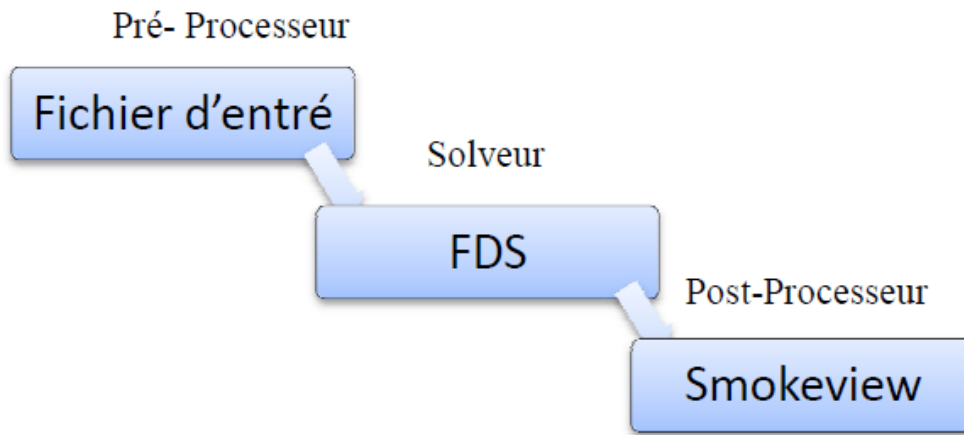 Pré- Processeur
Fichier d’entré
Solveur
FDS
Post-Processeur
Smokeview